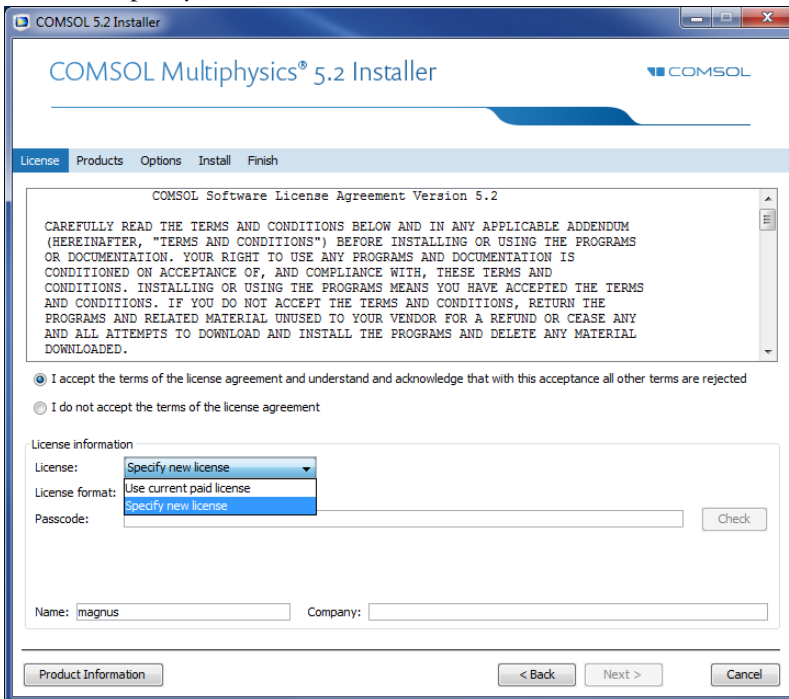 COMSOL 5.2 Installer
COMSOL Multiphysics® 5.2 Installer
COMSOL
License Products Options Install Finish
COMSOL Software License Agreement Version 5.2
CAREFULLY READ THE TERMS AND CONDITIONS BELOW AND IN ANY APPLICABLE ADDENDUM
(HEREINAFTER, "TERMS AND CONDITIONS") BEFORE INSTALLING OR USING THE PROGRAMS
OR DOCUMENTATION. YOUR RIGHT TO USE ANY PROGRAMS AND DOCUMENTATION IS
CONDITIONED ON ACCEPTANCE OF, AND COMPLIANCE WITH, THESE TERMS AND
CONDITIONS. INSTALLING OR USING THE PROGRAMS MEANS YOU HAVE ACCEPTED THE TERMS
AND CONDITIONS. IF YOU DO NOT ACCEPT THE TERMS AND CONDITIONS, RETURN THE
PROGRAMS AND RELATED MATERIAL UNUSED TO YOUR VENDOR FOR A REFUND OR CEASE ANY
AND ALL ATTEMPTS TO DOWNLOAD AND INSTALL THE PROGRAMS AND DELETE ANY MATERIAL
DOWNLOADED.
I accept the terms of the license agreement and understand and acknowledge that with this acceptance all other terms are rejected
I do not accept the terms of the license agreement
License information
License: Specify new license
License format: Use current paid license
Specify new license
Passcode: Check
Name: magnus Company:
Product Information < Back Next > Cancel